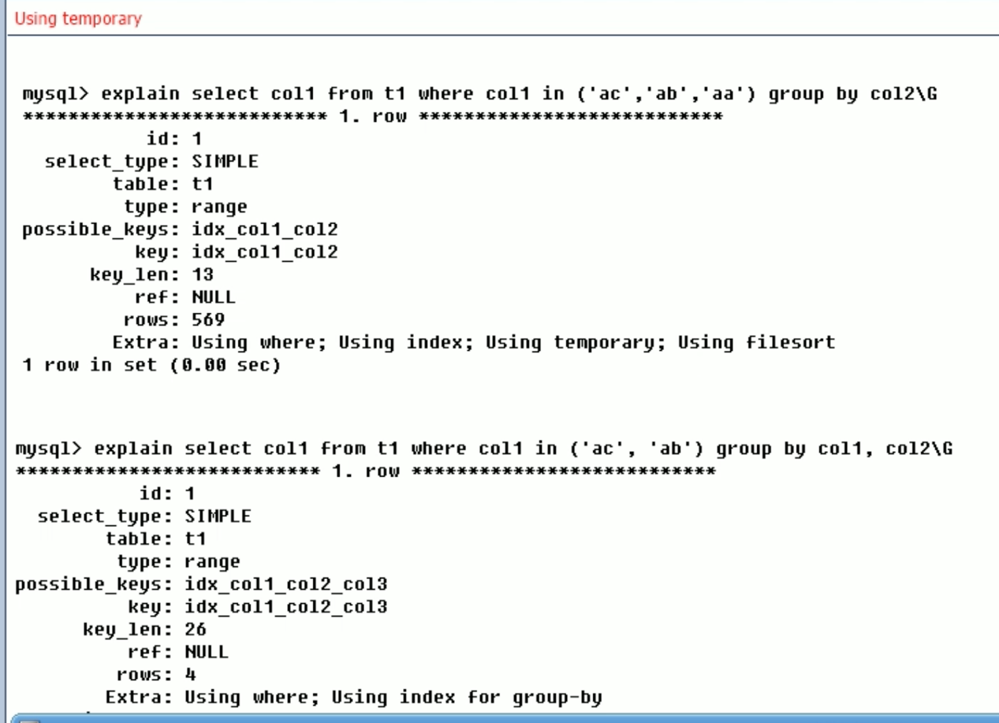 Using temporary
mysql> explain select col1 from t1 where col1 in ('ac','ab','aa') group by col2\G
*************************** 1. row ***************************
id: 1
select_type: SIMPLE
table: t1
type: range
possible_keys: idx_col1_col2
key: idx_col1_col2
key_len: 13
ref: NULL
rows: 569
Extra: Using where; Using index; Using temporary; Using filesort
1 row in set (0.00 sec)
mysql> explain select col1 from t1 where col1 in ('ac', 'ab') group by col1, col2\G
*************************** 1. row ***************************
id: 1
select_type: SIMPLE
table: t1
type: range
possible_keys: idx_col1_col2_col3
key: idx_col1_col2_col3
key_len: 26
ref: NULL
rows: 4
Extra: Using where; Using index for group-by